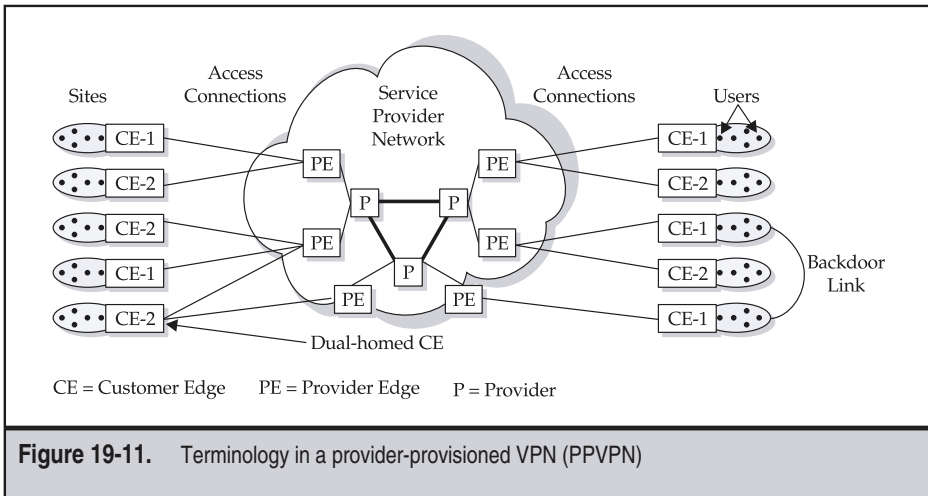 Sites
Access
Connections
Service
Provider
Network
Access
Connections
Users
CE-1
CE-2
CE-2
CE-1
CE-2
PE
PE
PE
P
P
P
PE
PE
PE
CE-1
CE-2
CE-1
CE-2
CE-1
Backdoor
Link
Dual-homed CE
CE = Customer Edge
PE = Provider Edge
P = Provider
Figure 19-11. Terminology in a provider-provisioned VPN (PPVPN)